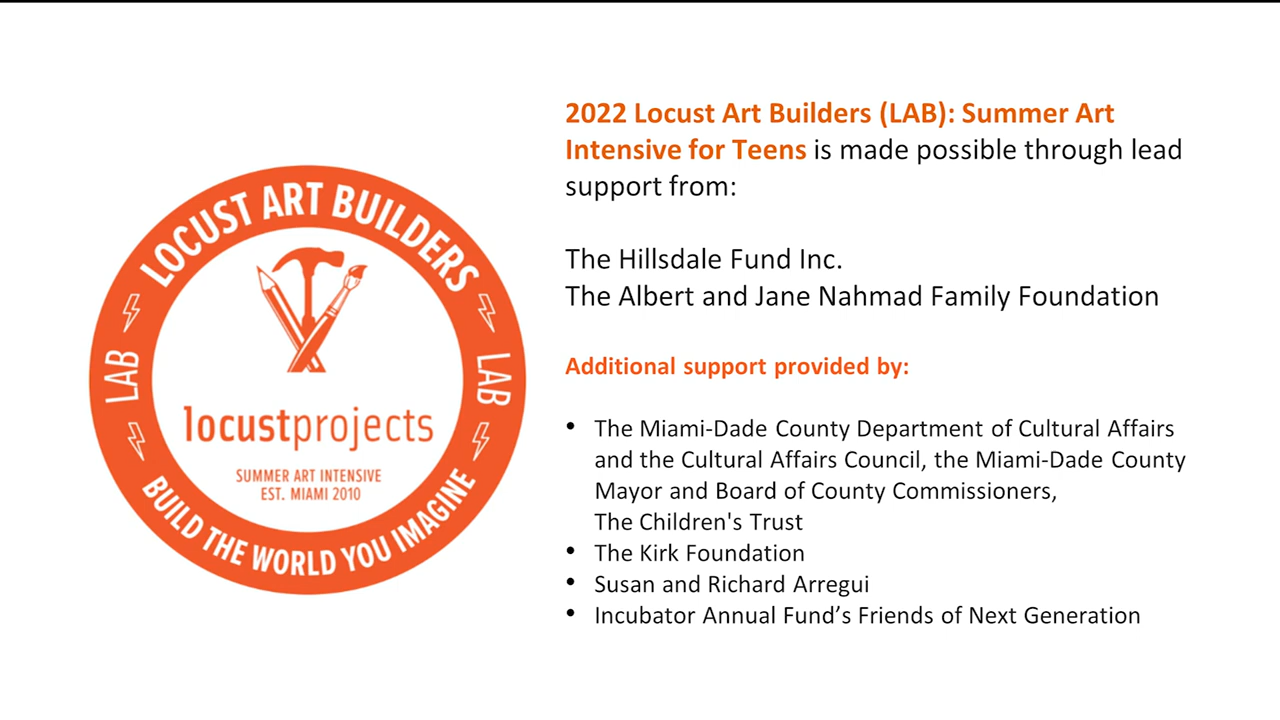 LOCUST ART BUILDERS
LAB
LAB
locustprojects
SUMMER ART INTENSIVE
EST. MIAMI 2010
BUILD THE WORLD YOU IMAGINE
2022 Locust Art Builders (LAB): Summer Art
Intensive for Teens is made possible through lead
support from:
The Hillsdale Fund Inc.
The Albert and Jane Nahmad Family Foundation
Additional support provided by:
• The Miami-Dade County Department of Cultural Affairs
and the Cultural Affairs Council, the Miami-Dade County
Mayor and Board of County Commissioners,
The Children's Trust
• The Kirk Foundation
• Susan and Richard Arregui
• Incubator Annual Fund’s Friends of Next Generation